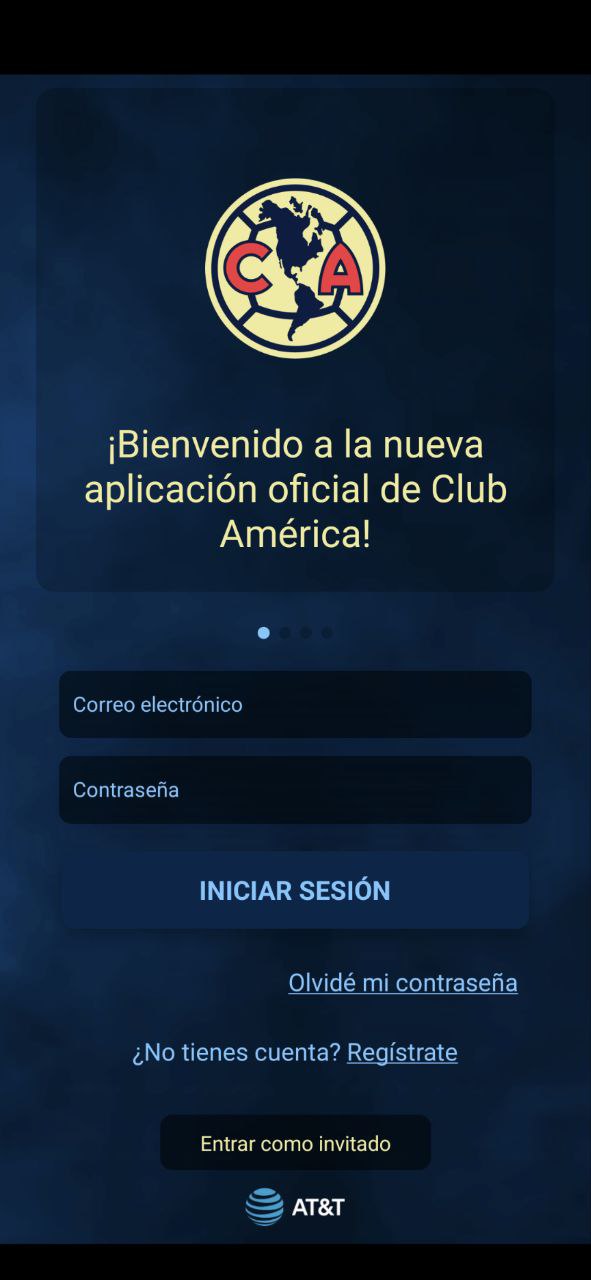 CA
¡Bienvenido a la nueva
aplicación oficial de Club
América!
Correo electrónico
Contraseña
INICIAR SESIÓN
Olvidé mi contraseña
¿No tienes cuenta? Regístrate
Entrar como invitado
AT&T